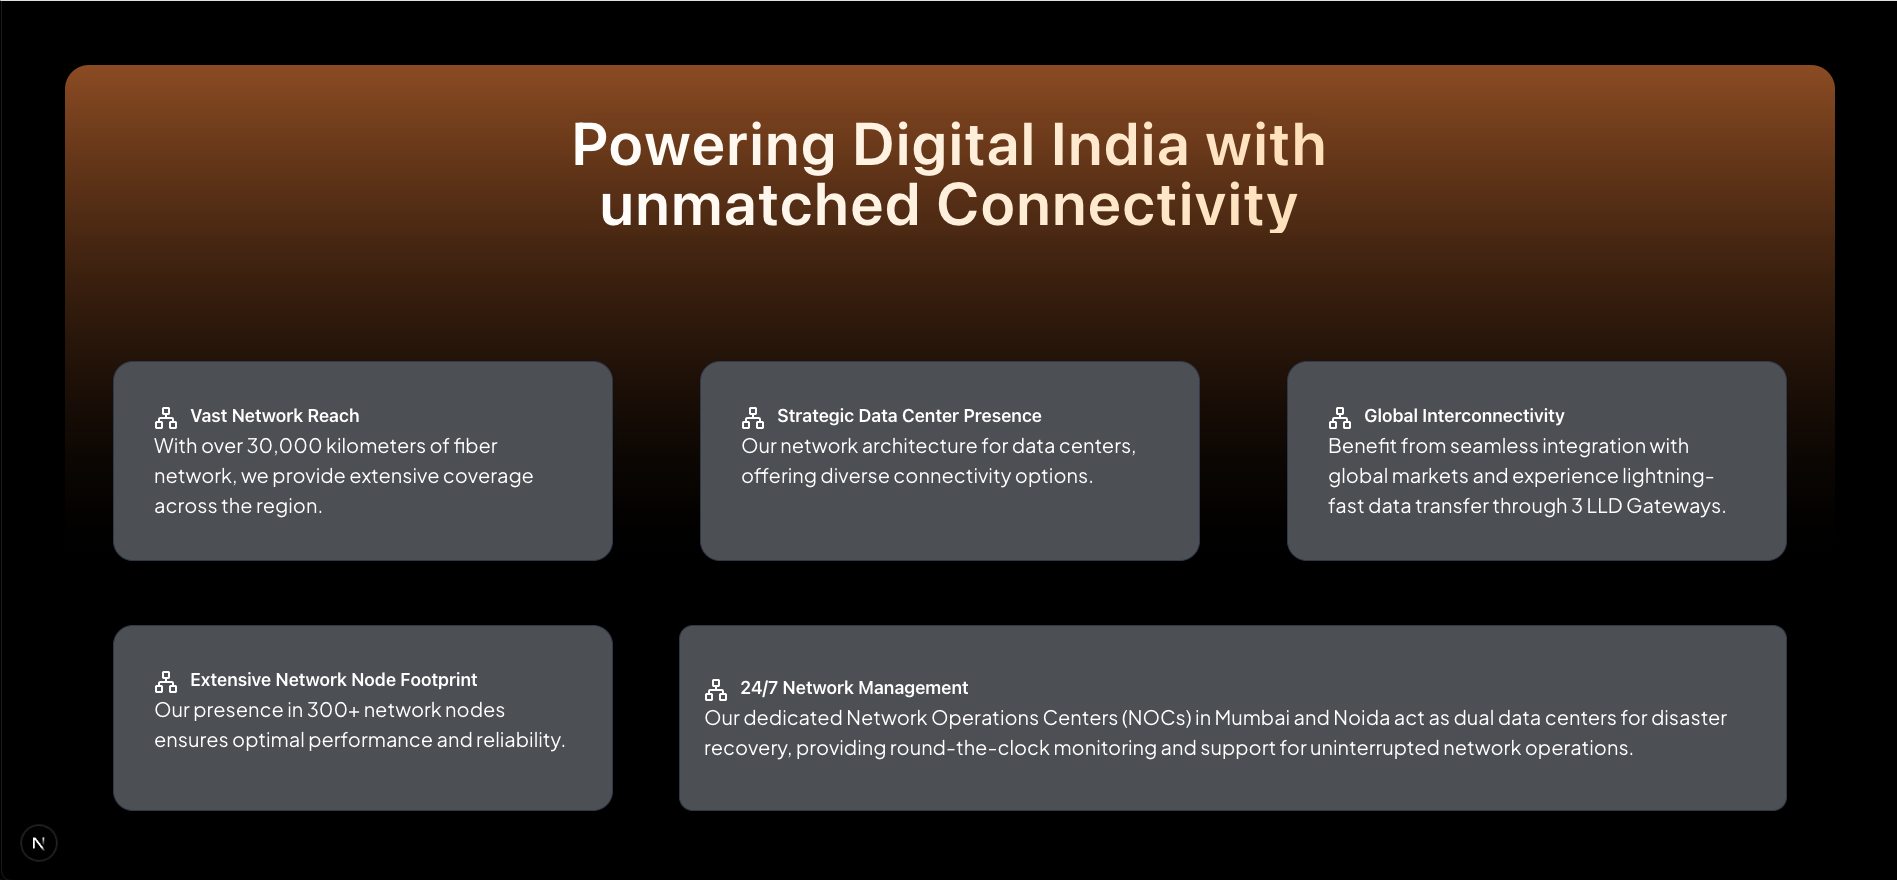 Powering Digital India with
unmatched Connectivity
Vast Network Reach
With over 30,000 kilometers of fiber
network, we provide extensive coverage
across the region.
Strategic Data Center Presence
Our network architecture for data centers,
offering diverse connectivity options.
Global Interconnectivity
Benefit from seamless integration with
global markets and experience lightning-
fast data transfer through 3 LLD Gateways.
Extensive Network Node Footprint
Our presence in 300+ network nodes
ensures optimal performance and reliability.
24/7 Network Management
Our dedicated Network Operations Centers (NOCs) in Mumbai and Noida act as dual data centers for disaster
recovery, providing round-the-clock monitoring and support for uninterrupted network operations.
N